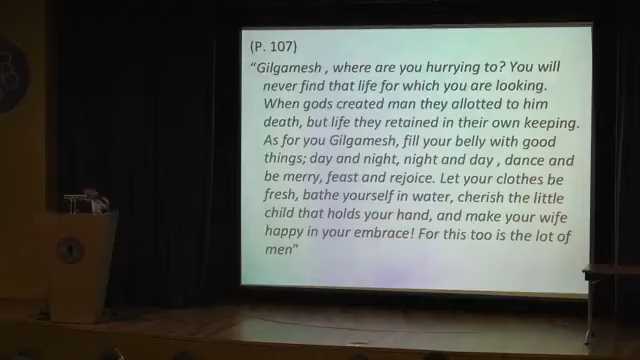 (P. 107)
“Gilgamesh , where are you hurrying to? You will
never find that life for which you are looking.
When gods created man they allotted to him
death, but life they retained in their own keeping.
As for you Gilgamesh, fill your belly with good
things; day and night, night and day , dance and
be merry, feast and rejoice. Let your clothes be
fresh, bathe yourself in water, cherish the little
child that holds your hand, and make your wife
happy in your embrace! For this too is the lot of
men”